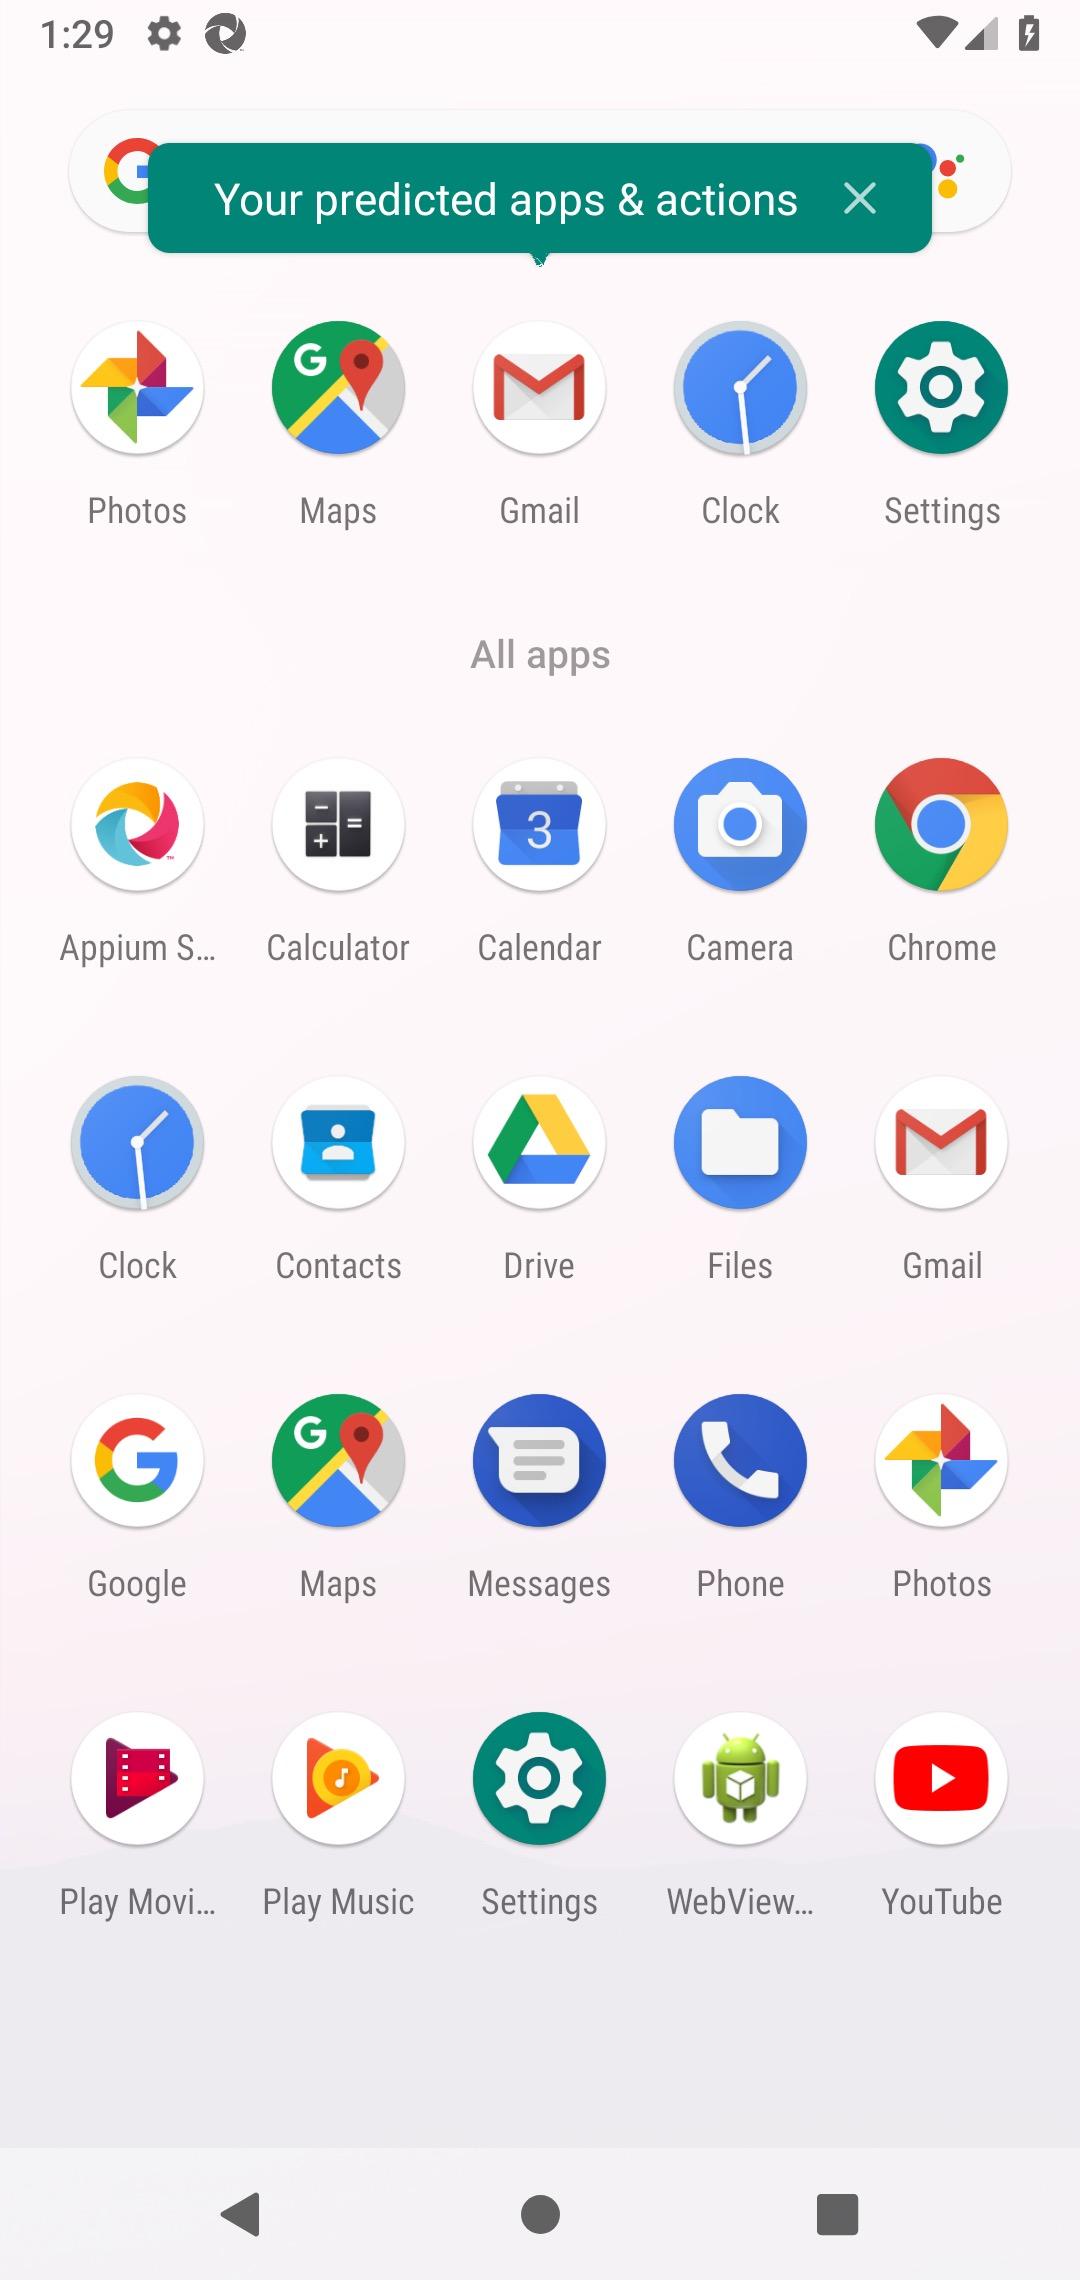 1:29
Your predicted apps & actions
Photos Maps Gmail Clock Settings
All apps
Appium S... Calculator Calendar Camera Chrome
Clock Contacts Drive Files Gmail
Google Maps Messages Phone Photos
Play Movi... Play Music Settings WebView... YouTube